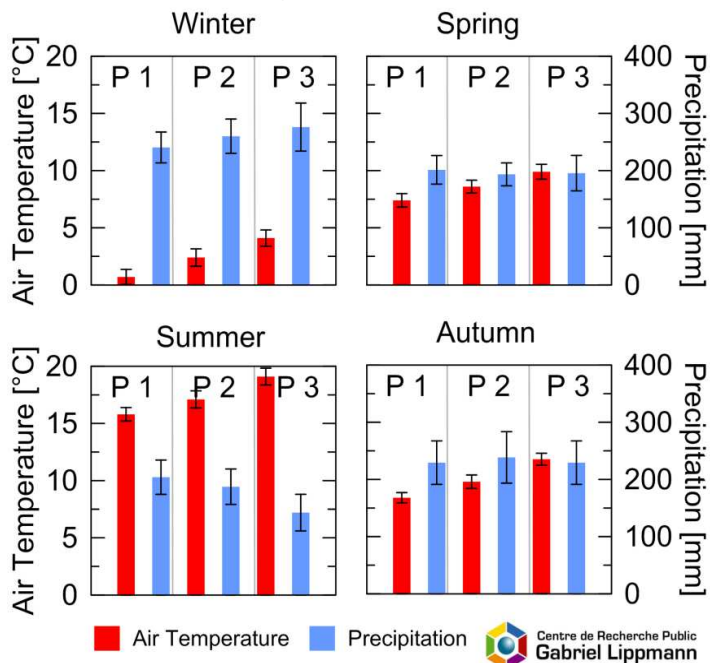 Winter
Spring
Air Temperature [°C]
20
15
10
5
0
P 1 P 2 P 3
P 1 P 2 P 3
400
300
200
100
0
Precipitation [mm]
Summer
Autumn
Air Temperature [°C]
20
15
10
5
0
P 1 P 2 P 3
P 1 P 2 P 3
400
300
200
100
0
Precipitation [mm]
Air Temperature
Precipitation
Centre de Recherche Public
Gabriel Lippmann